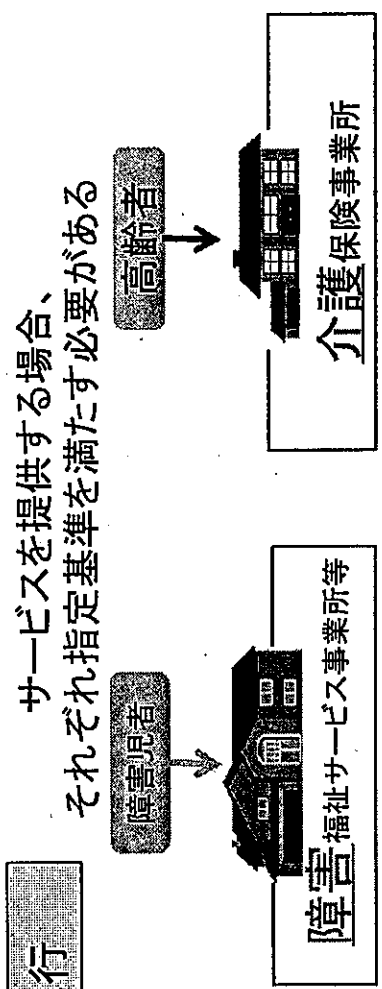 行
サービスを提供する場合、
それぞれ指定基準を満たす必要がある
障害児者
高齢者
障害福祉サービス事業所等
介護保険事業所